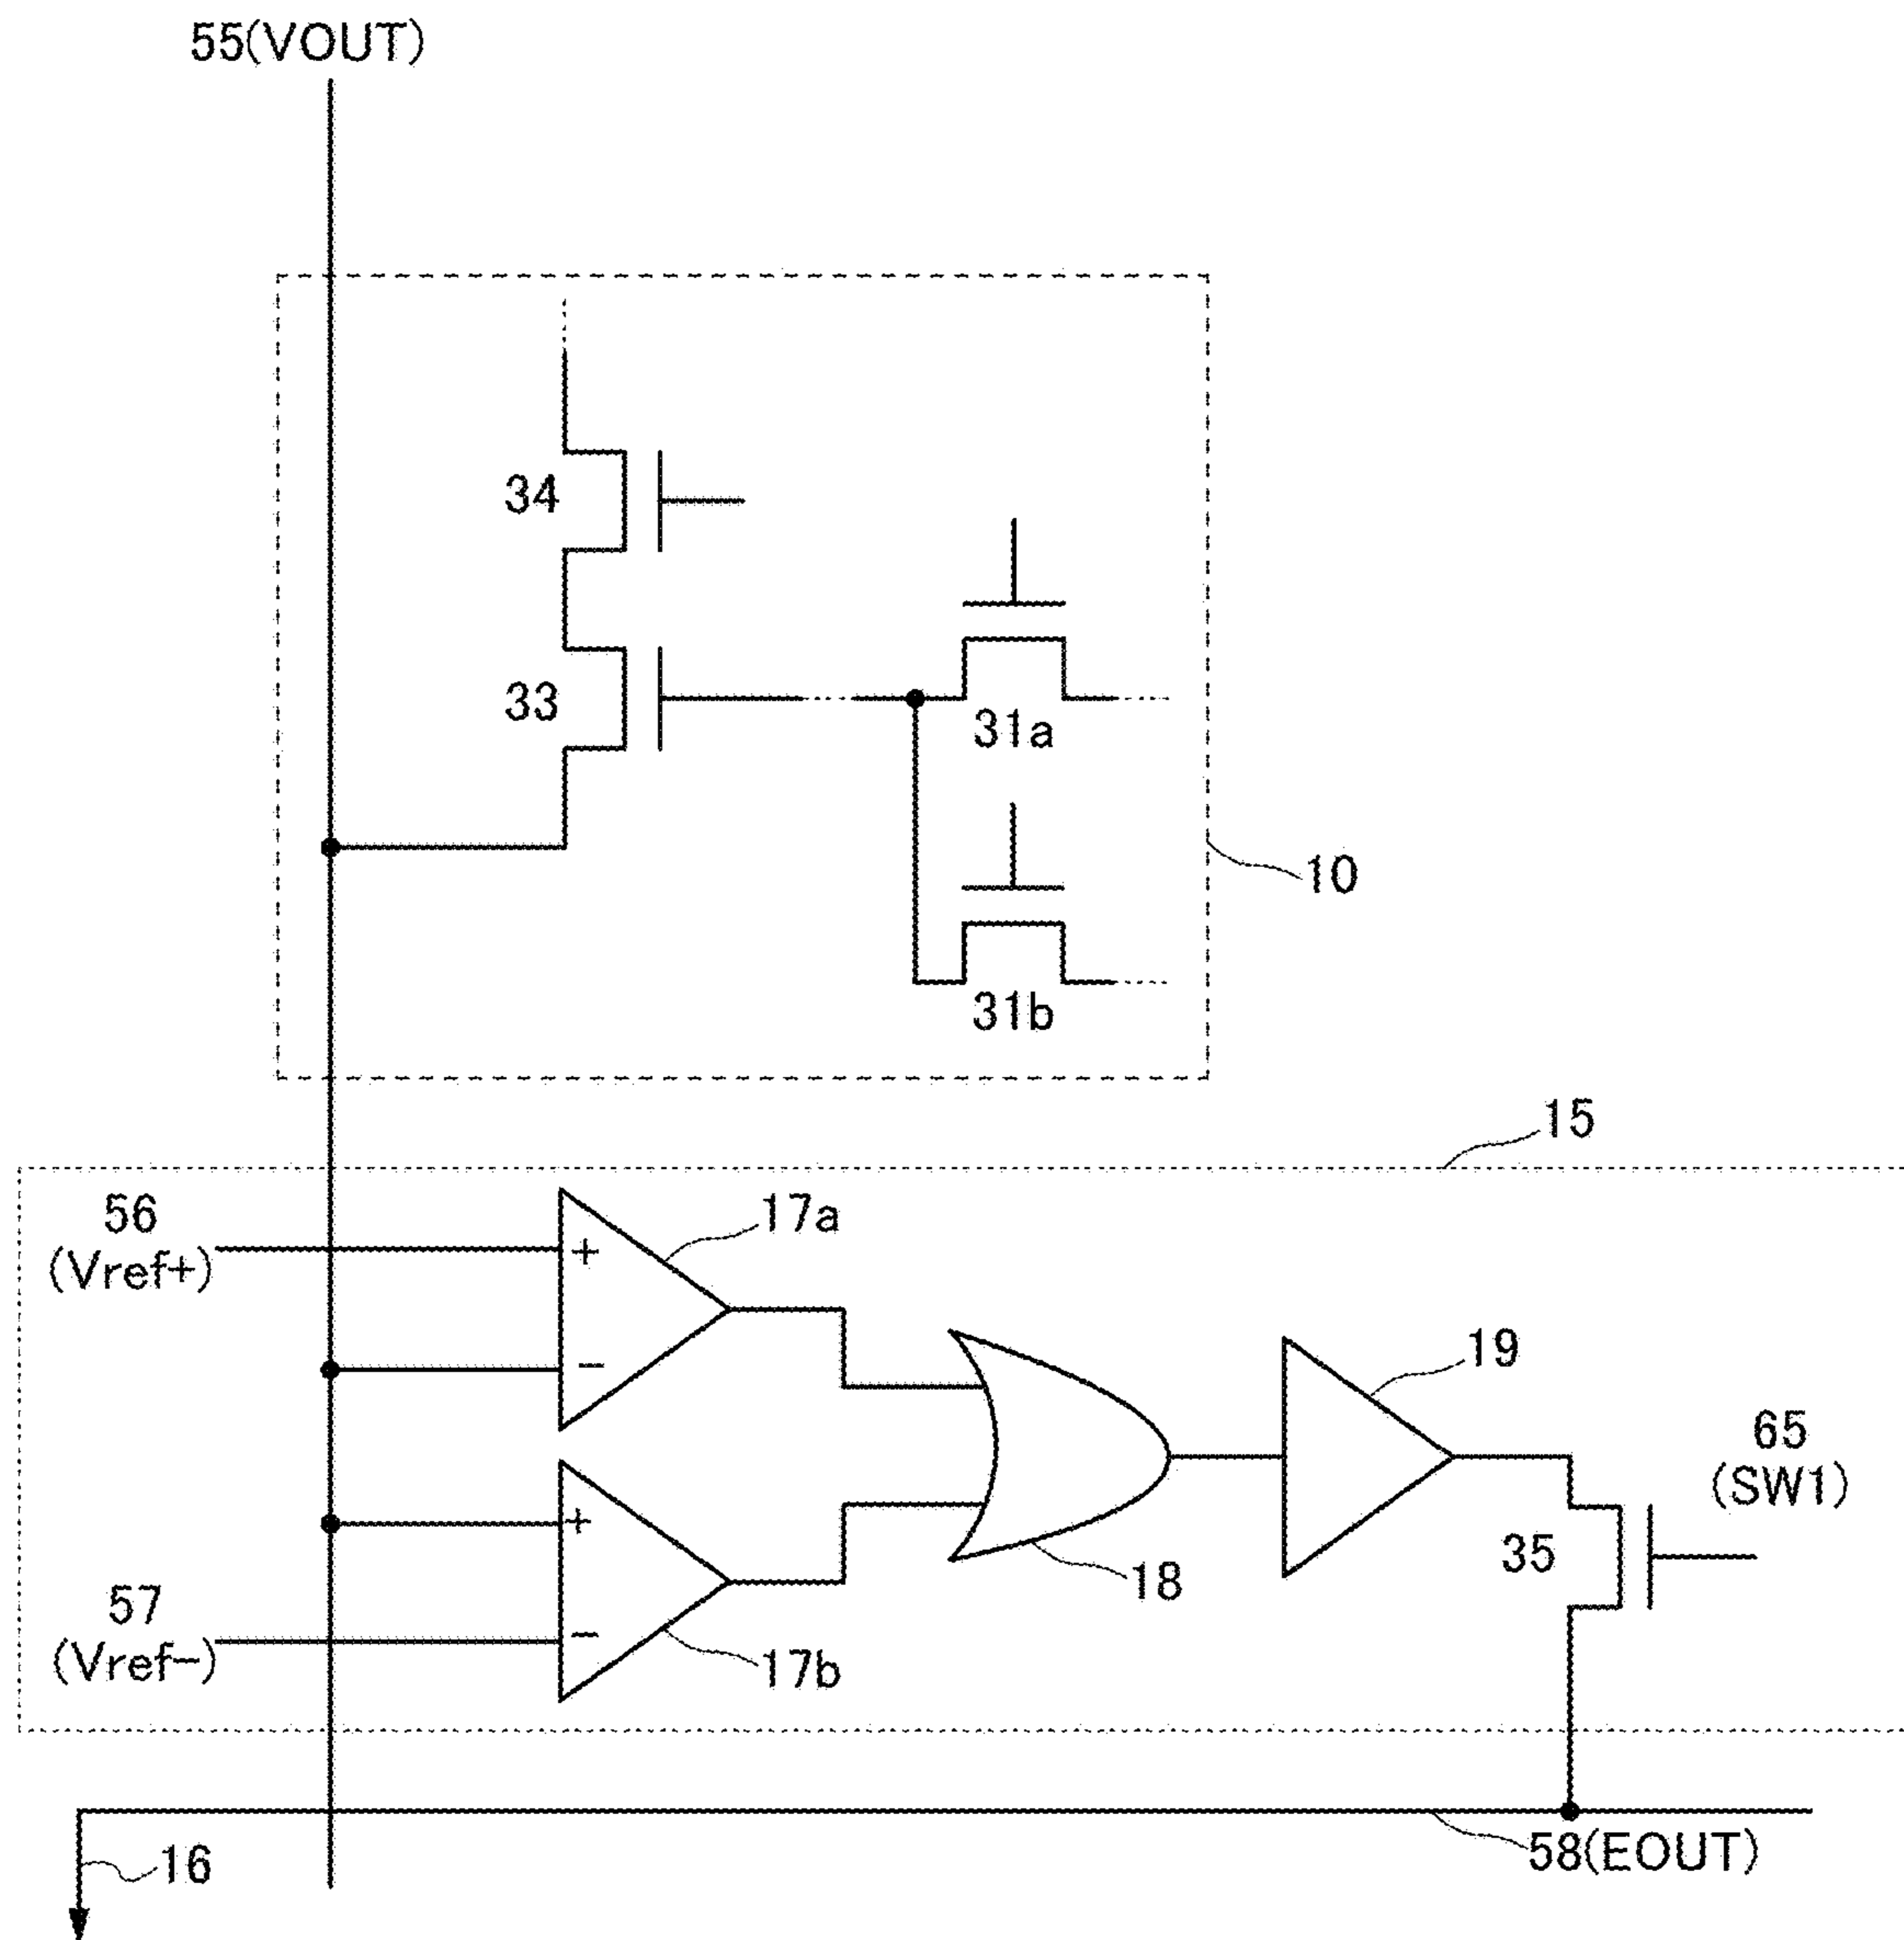 55(VOUT)
34
33
31a
31b
10
15
56
(Vref+)
17a
+
−
19
65
(SW1)
35
+
−
18
57
(Vref−)
17b
58(EOUT)
16